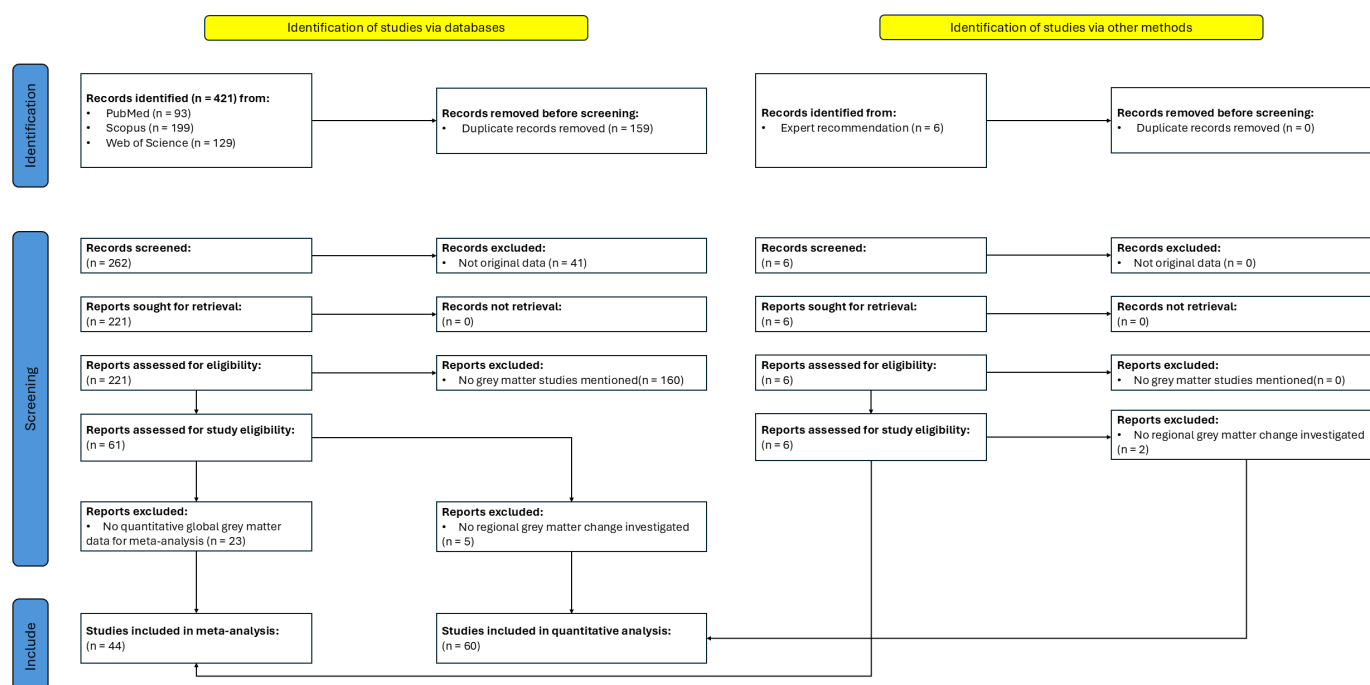 Identification of studies via databases
Identification of studies via other methods
Identification
Records identified (n = 421) from:
• PubMed (n = 93)
• Scopus (n = 199)
• Web of Science (n = 129)
Records removed before screening:
• Duplicate records removed (n = 159)
Records identified from:
• Expert recommendation (n = 6)
Records removed before screening:
• Duplicate records removed (n = 0)
Screening
Records screened:
(n = 262)
Records excluded:
• Not original data (n = 41)
Records screened:
(n = 6)
Records excluded:
• Not original data (n = 0)
Reports sought for retrieval:
(n = 221)
Records not retrieval:
(n = 0)
Reports sought for retrieval:
(n = 6)
Records not retrieval:
(n = 0)
Reports assessed for eligibility:
(n = 221)
Reports excluded:
• No grey matter studies mentioned(n = 160)
Reports assessed for eligibility:
(n = 6)
Reports excluded:
• No grey matter studies mentioned(n = 0)
Reports assessed for study eligibility:
(n = 61)
Reports assessed for study eligibility:
(n = 6)
Reports excluded:
• No regional grey matter change investigated
(n = 2)
Reports excluded:
• No quantitative global grey matter
data for meta-analysis (n = 23)
Reports excluded:
• No regional grey matter change investigated
(n = 5)
Include
Studies included in meta-analysis:
(n = 44)
Studies included in quantitative analysis:
(n = 60)